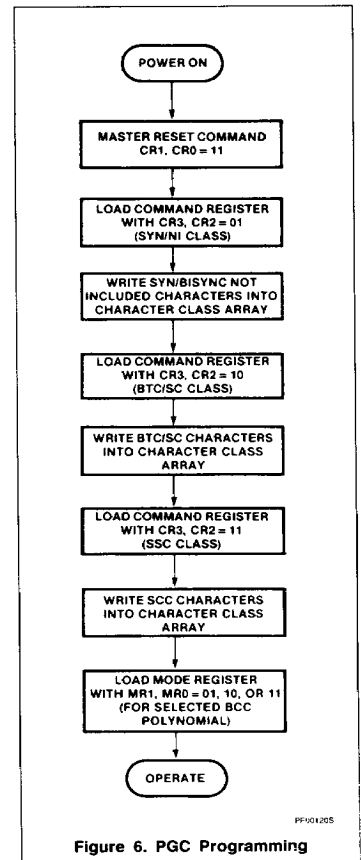 POWER ON
MASTER RESET COMMAND
CR1, CR0 = 11
LOAD COMMAND REGISTER
WITH CR3, CR2 = 01
(SYN/NI CLASS)
WRITE SYN/BISYNC NOT
INCLUDED CHARACTERS INTO
CHARACTER CLASS ARRAY
LOAD COMMAND REGISTER
WITH CR3, CR2 = 10
(BTC/SC CLASS)
WRITE BTC/SC CHARACTERS
INTO CHARACTER CLASS
ARRAY
LOAD COMMAND REGISTER
WITH CR3, CR2 = 11
(SSC CLASS)
WRITE SCC CHARACTERS
INTO CHARACTER CLASS
ARRAY
LOAD MODE REGISTER
WITH MR1, MR0 = 01, 10, OR 11
(FOR SELECTED BCC
POLYNOMIAL)
OPERATE
PF00120S
Figure 6. PGC Programming